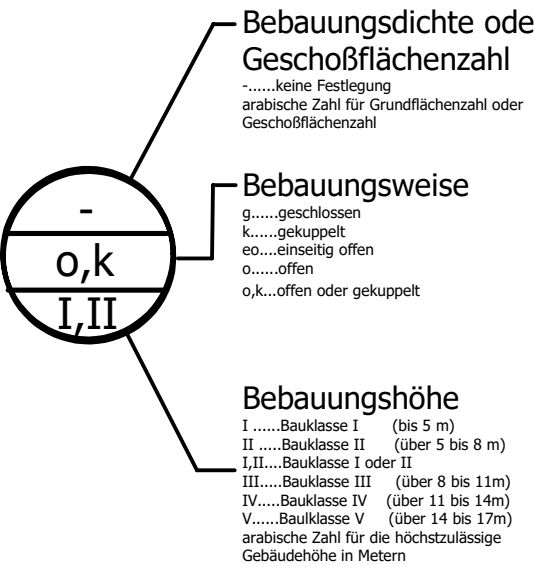 Bebauungsdichte ode
Geschoßflächenzahl
-......keine Festlegung
arabische Zahl für Grundflächenzahl oder
Geschoßflächenzahl
Bebauungsweise
g......geschlossen
k......gekuppelt
eo....einseitig offen
o......offen
o,k...offen oder gekuppelt
-
o,k
I,II
Bebauungshöhe
I ......Bauklasse I (bis 5 m)
II .....Bauklasse II (über 5 bis 8 m)
I,II....Bauklasse I oder II
III.....Bauklasse III (über 8 bis 11m)
IV.....Bauklasse IV (über 11 bis 14m)
V......Baulklasse V (über 14 bis 17m)
arabische Zahl für die höchstzulässige
Gebäudehöhe in Metern